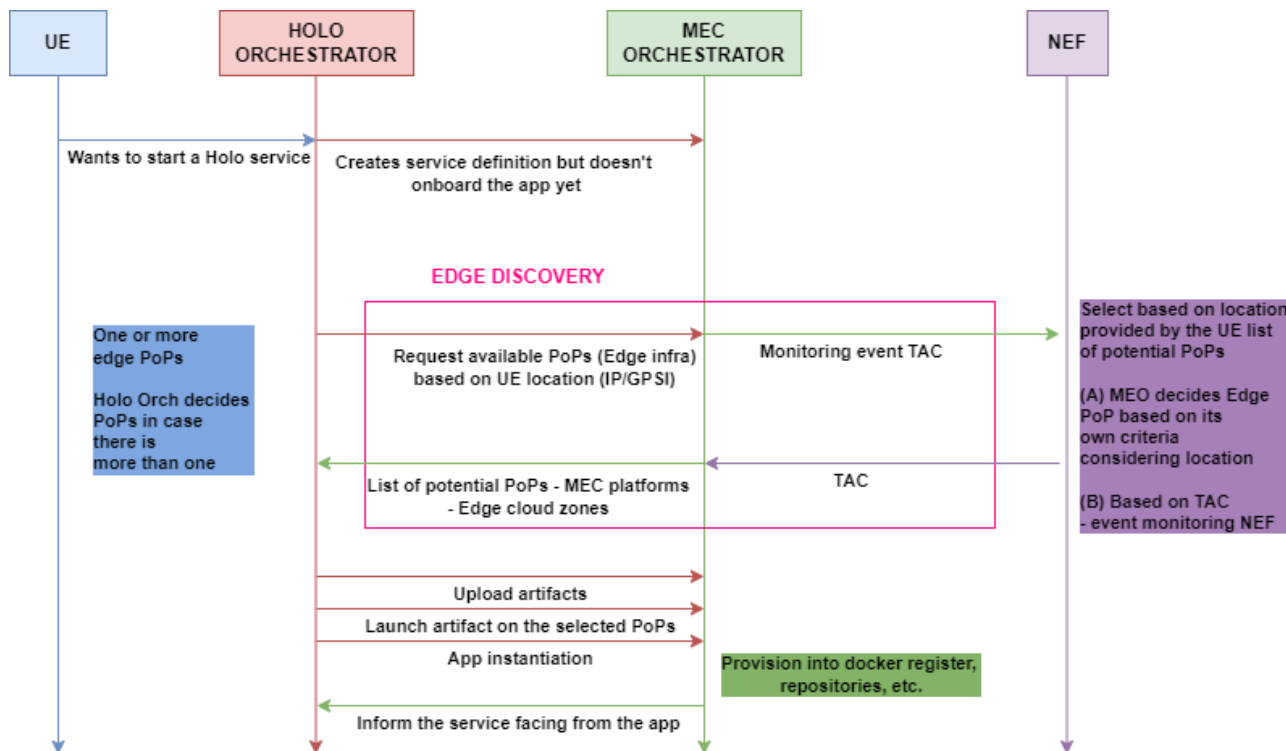 UE
HOLO
ORCHESTRATOR
MEC
ORCHESTRATOR
NEF
Wants to start a Holo service
Creates service definition but doesn't
onboard the app yet
EDGE DISCOVERY
One or more
edge PoPs
Holo Orch decides
PoPs in case
there is
more than one
Request available PoPs (Edge infra)
based on UE location (IP/GPSI)
Monitoring event TAC
Select based on location
provided by the UE list
of potential PoPs
(A) MEO decides Edge
PoP based on its
own criteria
considering location
(B) Based on TAC
- event monitoring NEF
List of potential PoPs - MEC platforms
- Edge cloud zones
TAC
Upload artifacts
Launch artifact on the selected PoPs
App instantiation
Provision into docker register,
repositories, etc.
Inform the service facing from the app